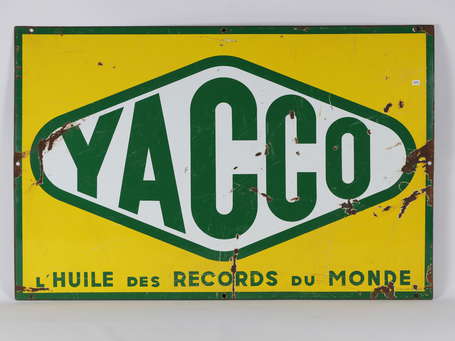 YACCO
L'HUILE DES RECORDS DU MONDE